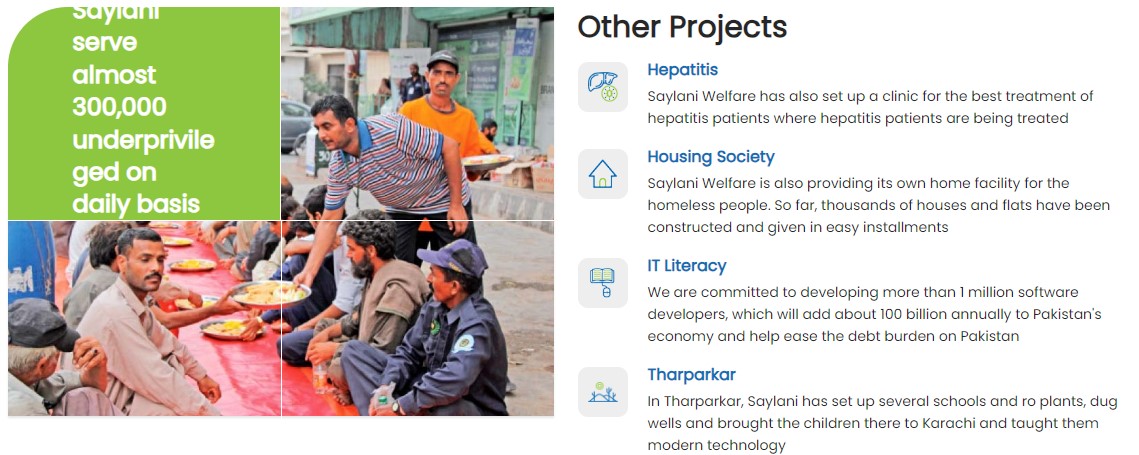 Saylani
serve
almost
300,000
underprivile
ged on
daily basis
Other Projects
Hepatitis
Saylani Welfare has also set up a clinic for the best treatment of
hepatitis patients where hepatitis patients are being treated
Housing Society
Saylani Welfare is also providing its own home facility for the
homeless people. So far, thousands of houses and flats have been
constructed and given in easy installments
IT Literacy
We are committed to developing more than 1 million software
developers, which will add about 100 billion annually to Pakistan's
economy and help ease the debt burden on Pakistan
Tharparkar
In Tharparkar, Saylani has set up several schools and ro plants, dug
wells and brought the children there to Karachi and taught them
modern technology